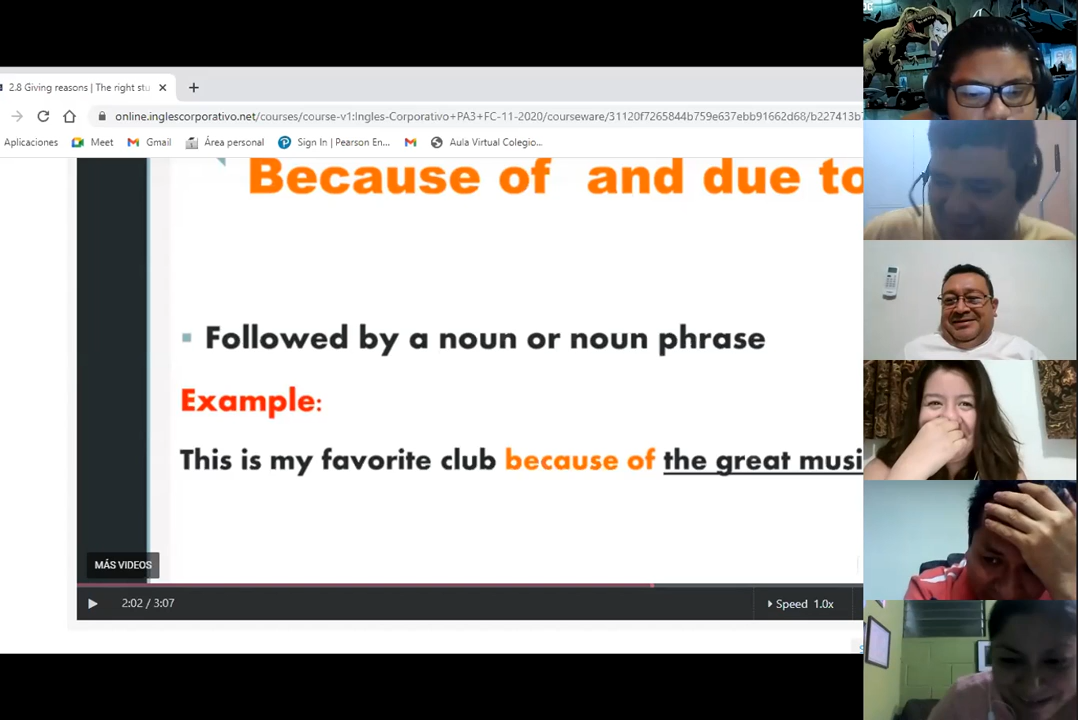 2.8 Giving reasons | The right stu
online.inglescorporativo.net/courses/course-v1:Ingles-Corporativo+PA3+FC-11-2020/courseware/31120f7265844b759e637ebb91662d68/b227413b7
Aplicaciones Meet Gmail Área personal Sign In | Pearson En... Aula Virtual Colegio...
Because of and due to
Followed by a noun or noun phrase
Example:
This is my favorite club because of the great musi
MÁS VIDEOS
2:02 / 3:07 Speed 1.0x